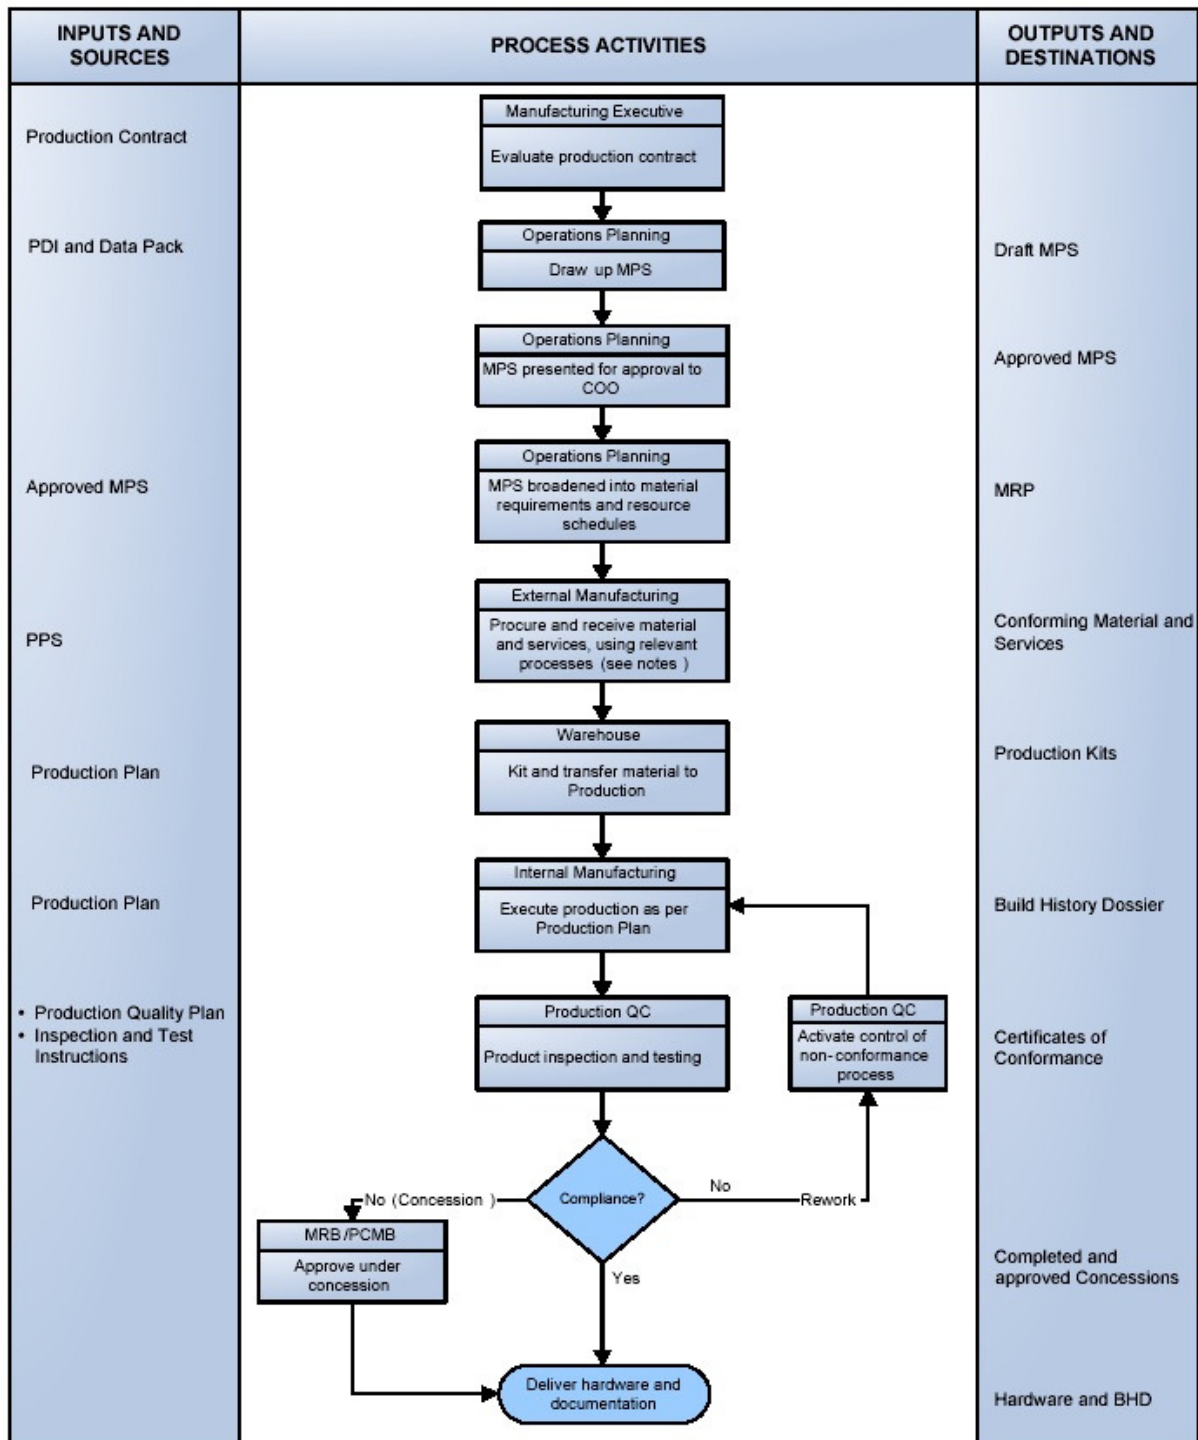 INPUTS AND
SOURCES
PROCESS ACTIVITIES
OUTPUTS AND
DESTINATIONS
Manufacturing Executive
Production Contract
Evaluate production contract
Operations Planning
PDI and Data Pack
Draw up MPS
Draft MPS
Operations Planning
MPS presented for approval to
COO
Approved MPS
Operations Planning
Approved MPS
MPS broadened into material
requirements and resource
schedules
MRP
External Manufacturing
PPS
Procure and receive material
and services, using relevant
processes (see notes )
Conforming Material and
Services
Warehouse
Production Plan
Kit and transfer material to
Production
Production Kits
Internal Manufacturing
Production Plan
Execute production as per
Production Plan
Build History Dossier
• Production Quality Plan
• Inspection and Test
Instructions
Production QC
Product inspection and testing
Production QC
Activate control of
non-conformance
process
Certificates of
Conformance
Compliance?
No (Concession )
No
Rework
Yes
MRB /PCMB
Approve under
concession
Completed and
approved Concessions
Deliver hardware and
documentation
Hardware and BHD